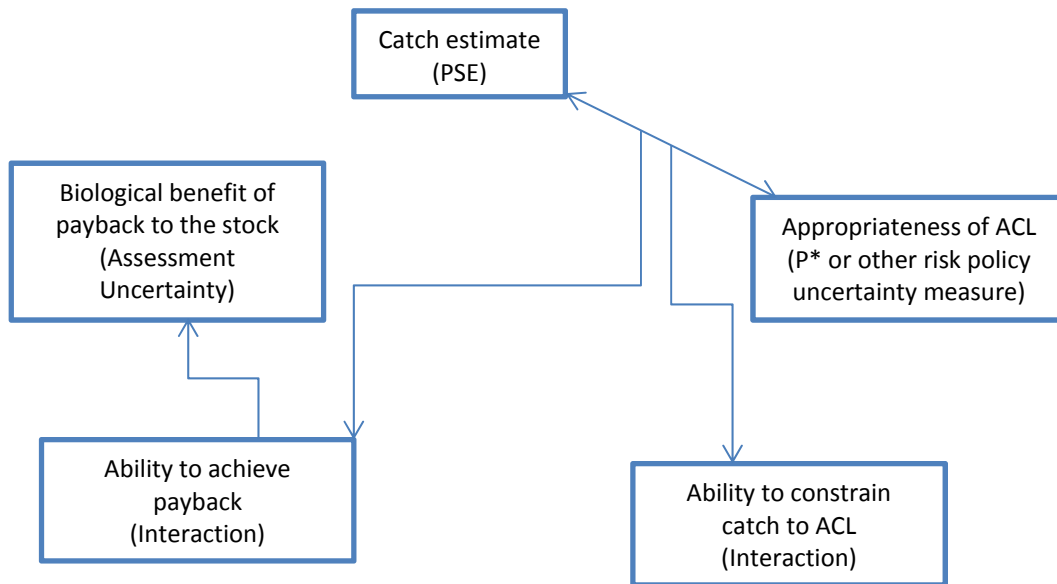 Catch estimate
(PSE)
Biological benefit of
payback to the stock
(Assessment
Uncertainty)
Appropriateness of ACL
(P* or other risk policy
uncertainty measure)
Ability to achieve
payback
(Interaction)
Ability to constrain
catch to ACL
(Interaction)